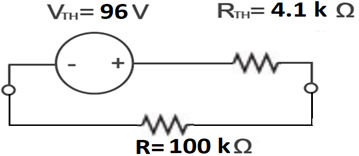 VTH= 96 V
RTH= 4.1 k Ω
- +
R= 100 kΩ